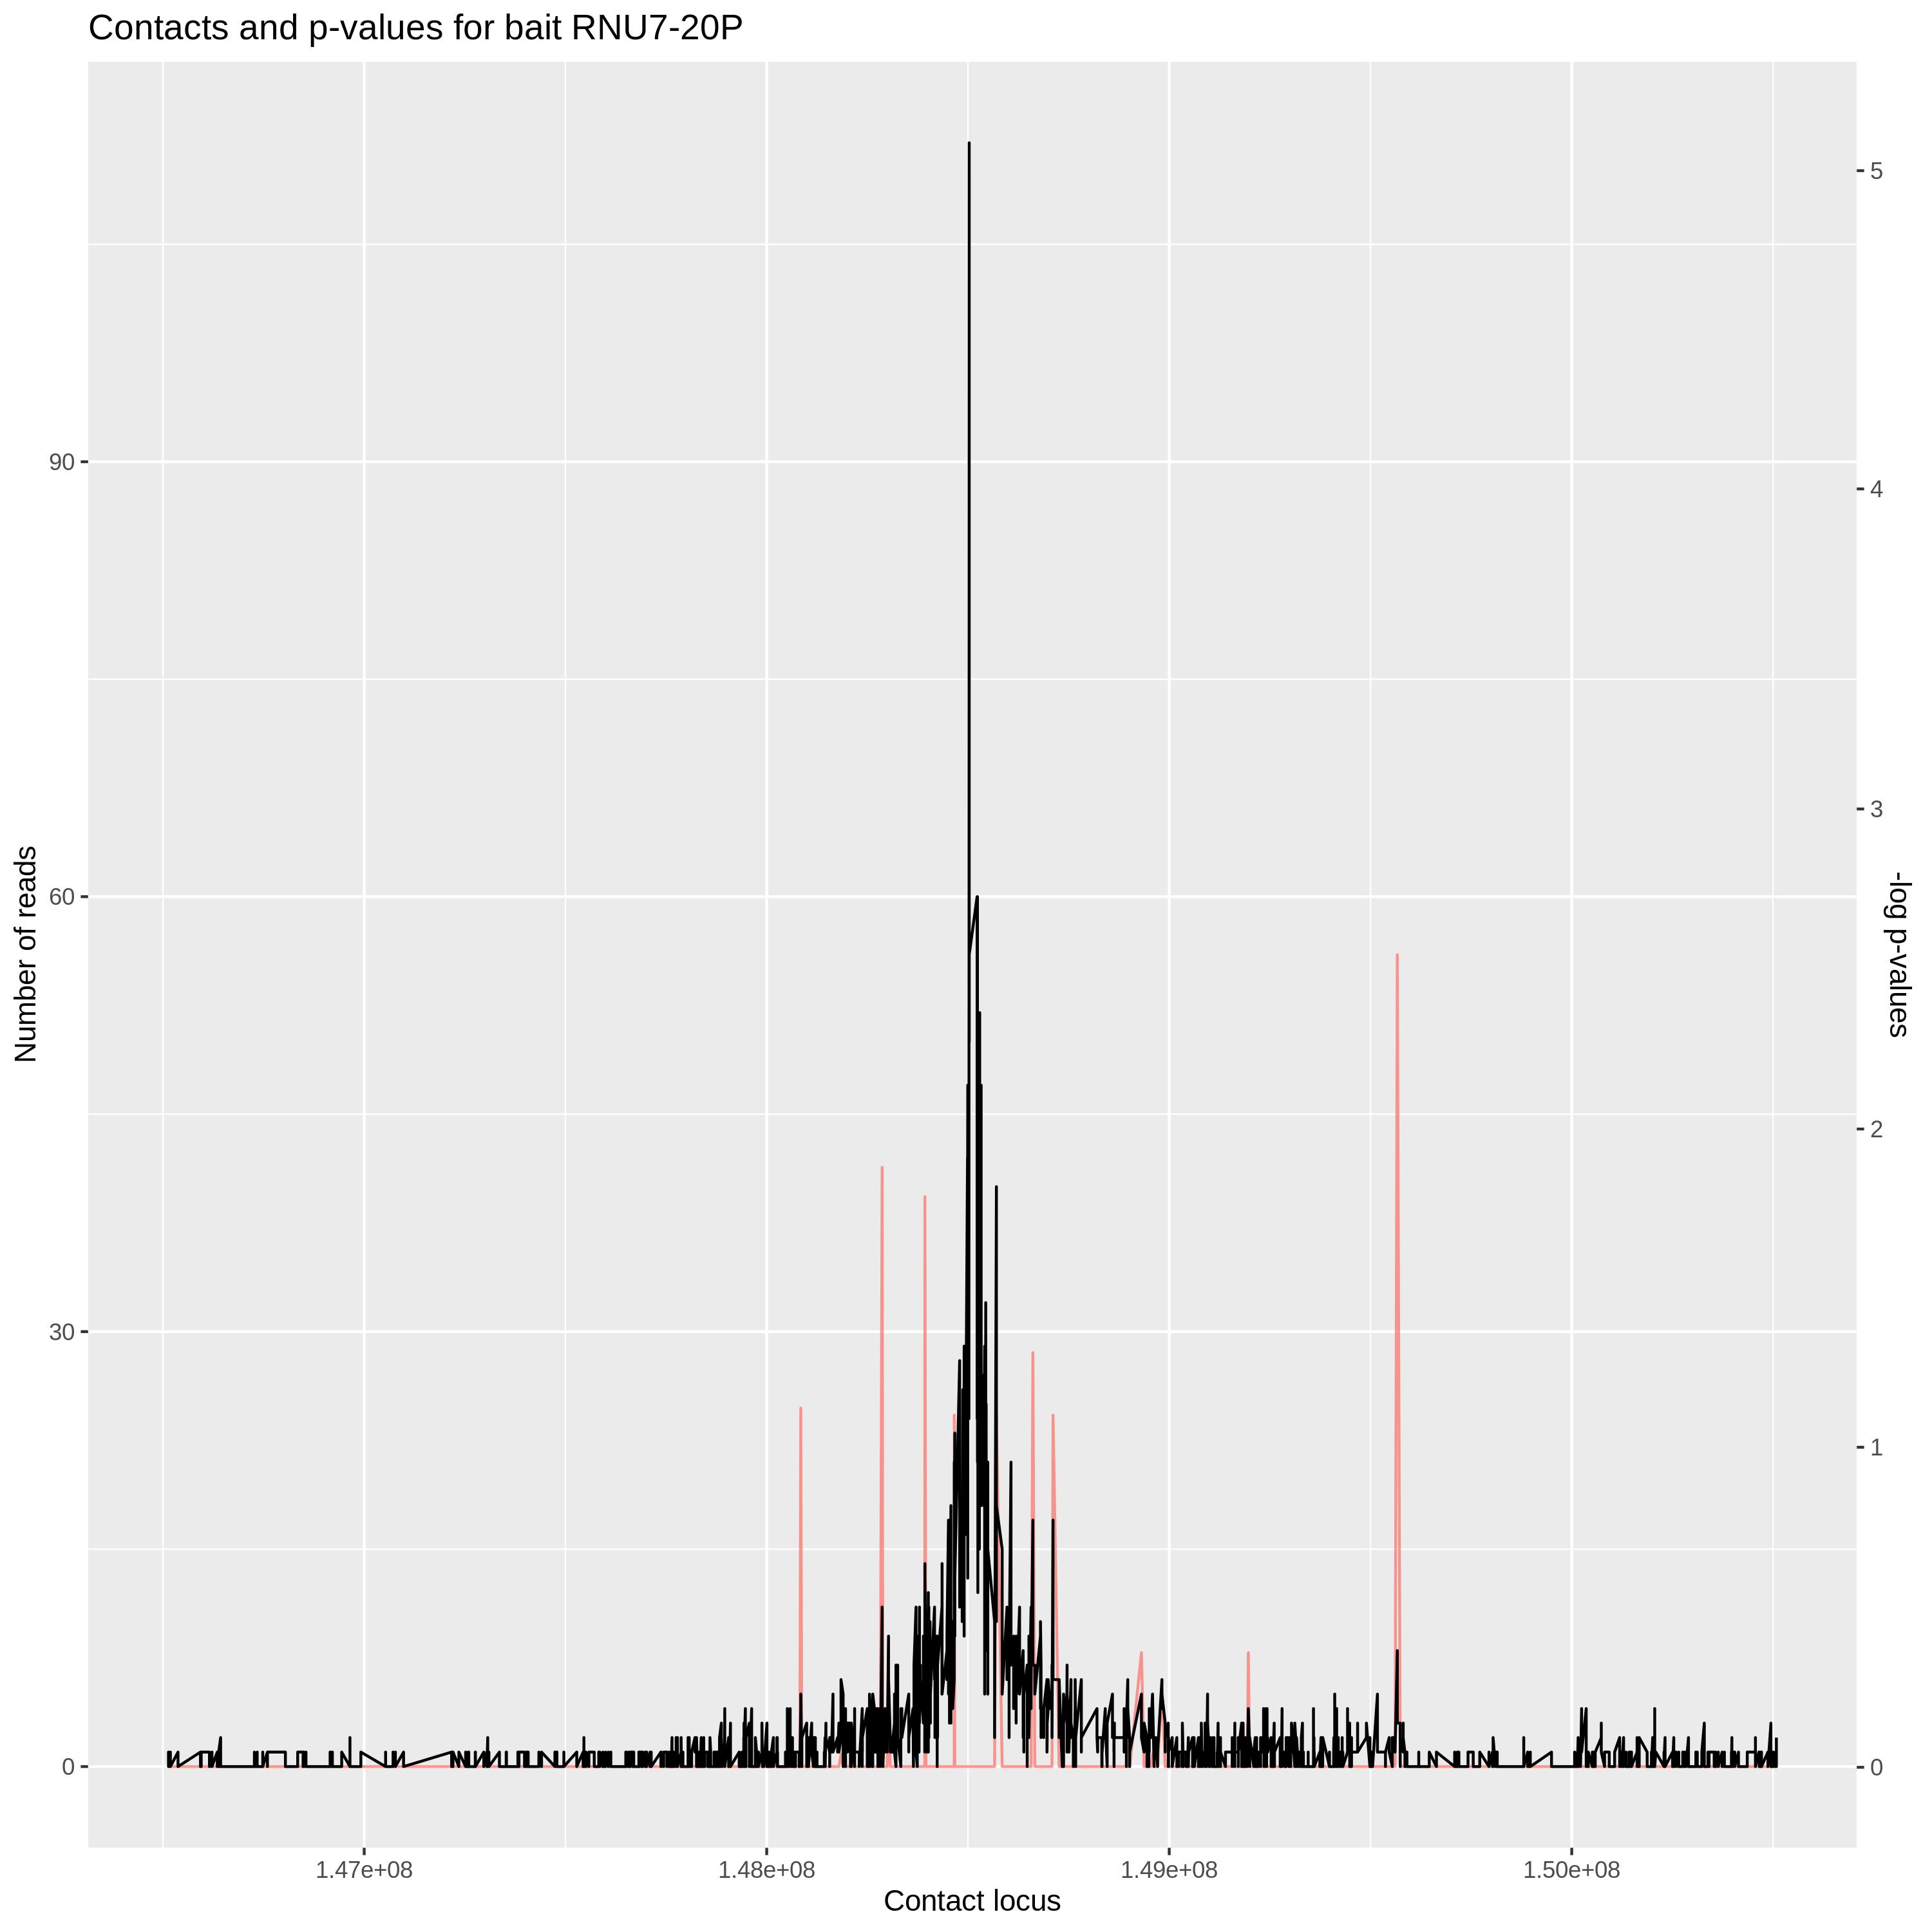 Contacts and p-values for bait RNU7-20P
Number of reads
90
60
30
0
5
4
3
2
1
0
-log p-values
1.47e+08
1.48e+08
1.49e+08
1.50e+08
Contact locus